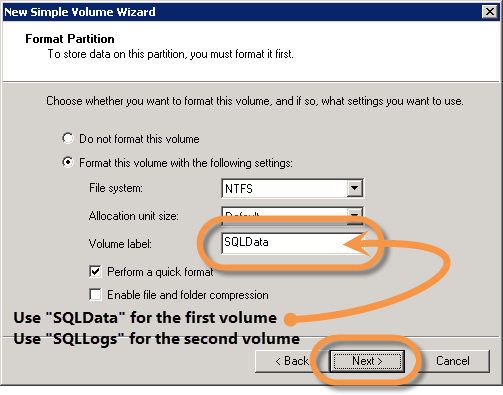 New Simple Volume Wizard
Format Partition
To store data on this partition, you must format it first.
Choose whether you want to format this volume, and if so, what settings you want to use.
Do not format this volume
Format this volume with the following settings:
File system: NTFS
Allocation unit size: Default
Volume label: SQLData
Perform a quick format
Enable file and folder compression
Use "SQLData" for the first volume
Use "SQLLogs" for the second volume
< Back Next > Cancel